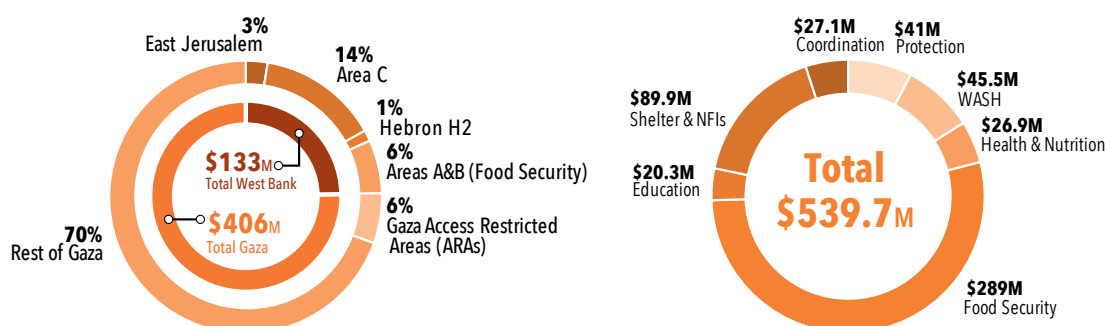 3%
East Jerusalem
14%
Area C
1%
Hebron H2
6%
Areas A&B (Food Security)
6%
Gaza Access Restricted
Areas (ARAs)
70%
Rest of Gaza
$133M
Total West Bank
$406M
Total Gaza
$27.1M
Coordination
$41M
Protection
$45.5M
WASH
$26.9M
Health & Nutrition
$289M
Food Security
$20.3M
Education
$89.9M
Shelter & NFIs
Total
$539.7M